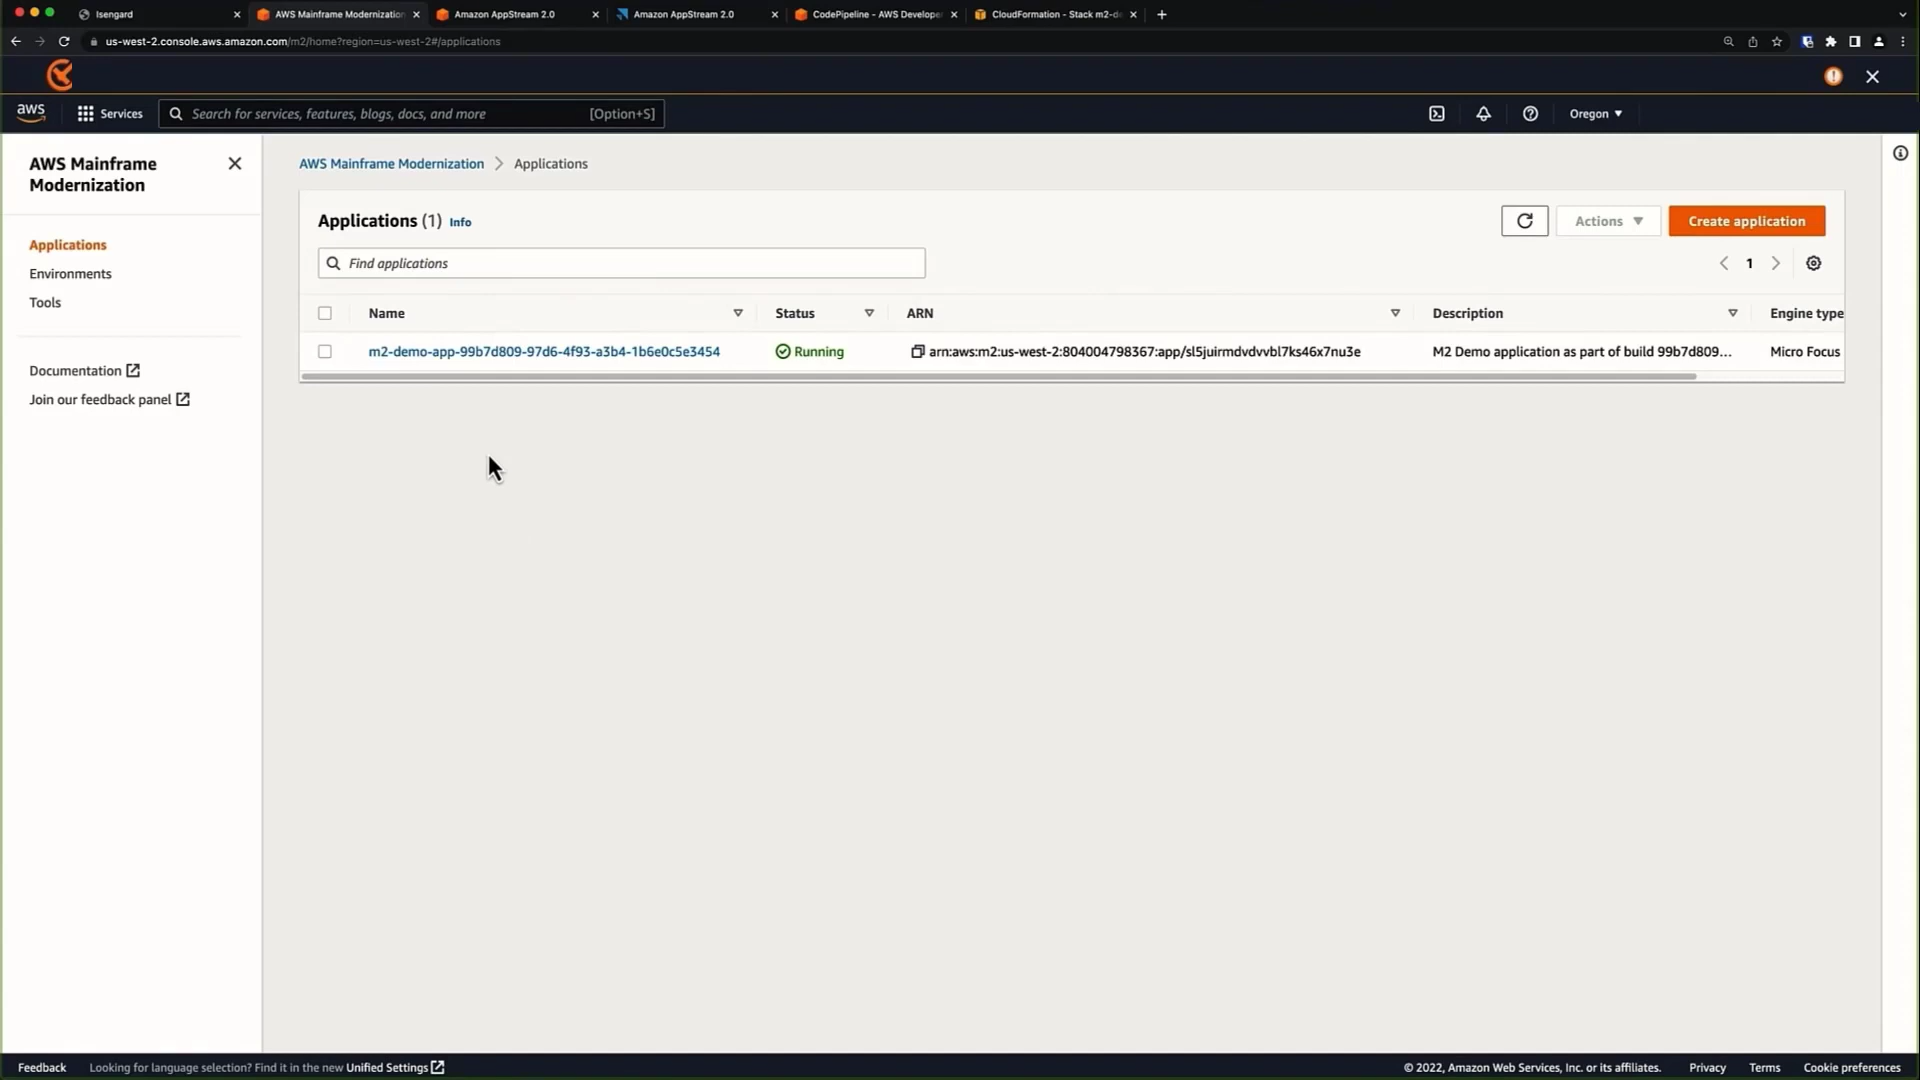 Isengard
AWS Mainframe Modernization
Amazon AppStream 2.0
Amazon AppStream 2.0
CodePipeline - AWS Developer
CloudFormation - Stack m2-d
us-west-2.console.aws.amazon.com/m2/home?region=us-west-2#/applications
aws
Services
Search for services, features, blogs, docs, and more
[Option+S]
Oregon
AWS Mainframe
Modernization
Applications
Environments
Tools
Documentation
Join our feedback panel
AWS Mainframe Modernization
Applications
Applications (1) Info
Actions
Create application
Find applications
1
Name
Status
ARN
Description
Engine type
m2-demo-app-99b7d809-97d6-4f93-a3b4-1b6e0c5e3454
Running
arn:aws:m2:us-west-2:804004798367:app/sl5juirmdvdvvbl7ks46x7nu3e
M2 Demo application as part of build 99b7d809...
Micro Focus
Feedback
Looking for language selection? Find it in the new Unified Settings
© 2022, Amazon Web Services, Inc. or its affiliates.
Privacy
Terms
Cookie preferences